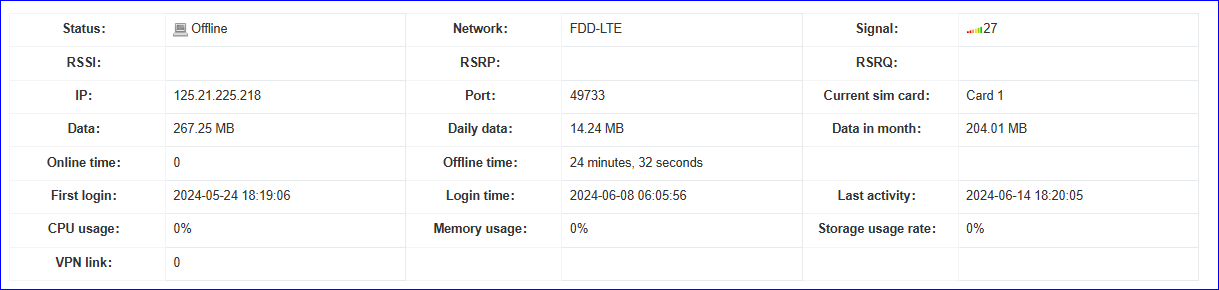 Status: Offline Network: FDD-LTE Signal: 27
RSSI: RSRP: RSRQ:
IP: 125.21.225.218 Port: 49733 Current sim card: Card 1
Data: 267.25 MB Daily data: 14.24 MB Data in month: 204.01 MB
Online time: 0 Offline time: 24 minutes, 32 seconds
First login: 2024-05-24 18:19:06 Login time: 2024-06-08 06:05:56 Last activity: 2024-06-14 18:20:05
CPU usage: 0% Memory usage: 0% Storage usage rate: 0%
VPN link: 0